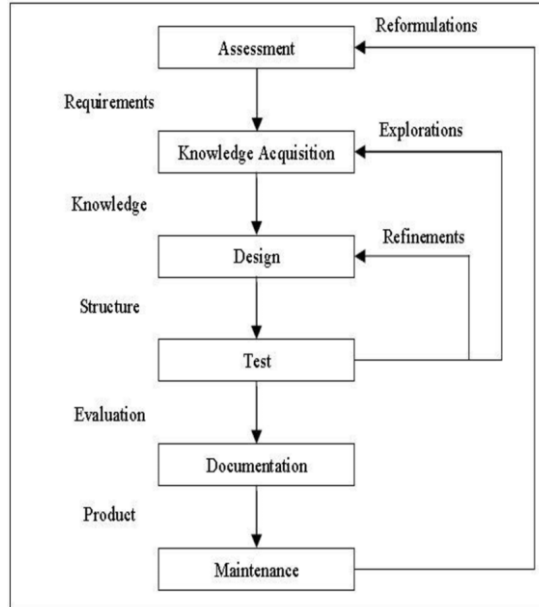 Reformulations
Assessment
Requirements
Explorations
Knowledge Acquisition
Knowledge
Refinements
Design
Structure
Test
Evaluation
Documentation
Product
Maintenance